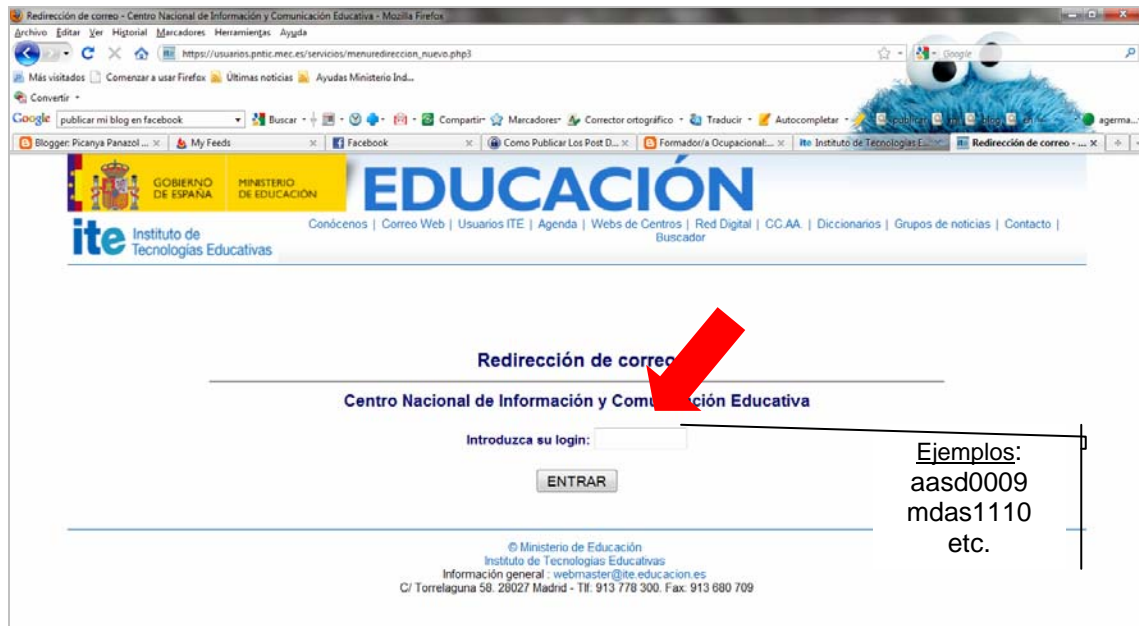 Redirección de correo - Centro Nacional de Información y Comunicación Educativa - Mozilla Firefox
Archivo Editar Ver Historial Marcadores Herramientas Ayuda
https://usuarios.pntic.mec.es/servicios/menuredireccion_nuevo.php3
Google
Más visitados Comenzar a usar Firefox Últimas noticias Ayudas Ministerio Ind...
Convertir
Google publicar mi blog en facebook Buscar Compartir Marcadores Corrector ortográfico Traducir Autocompletar publicar mi blog en agerma...
Blogger: Picanya Panazol ... x My Feeds x Facebook x Como Publicar Los Post D... x Formador/a Ocupacional:... x Instituto de Tecnologías E... x Redirección de correo - ... x
GOBIERNO DE ESPAÑA
MINISTERIO DE EDUCACIÓN
EDUCACIÓN
ite Instituto de Tecnologías Educativas
Conócenos | Correo Web | Usuarios ITE | Agenda | Webs de Centros | Red Digital | CC.AA. | Diccionarios | Grupos de noticias | Contacto |
Buscador
Redirección de correo
Centro Nacional de Información y Educativa
Introduzca su login:
ENTRAR
Ejemplos:
aasd0009
mdas1110
etc.
© Ministerio de Educación
Instituto de Tecnologías Educativas
Información general : webmaster@ite.educacion.es
C/ Torrelaguna 58. 28027 Madrid - Tlf: 913 778 300. Fax: 913 680 709